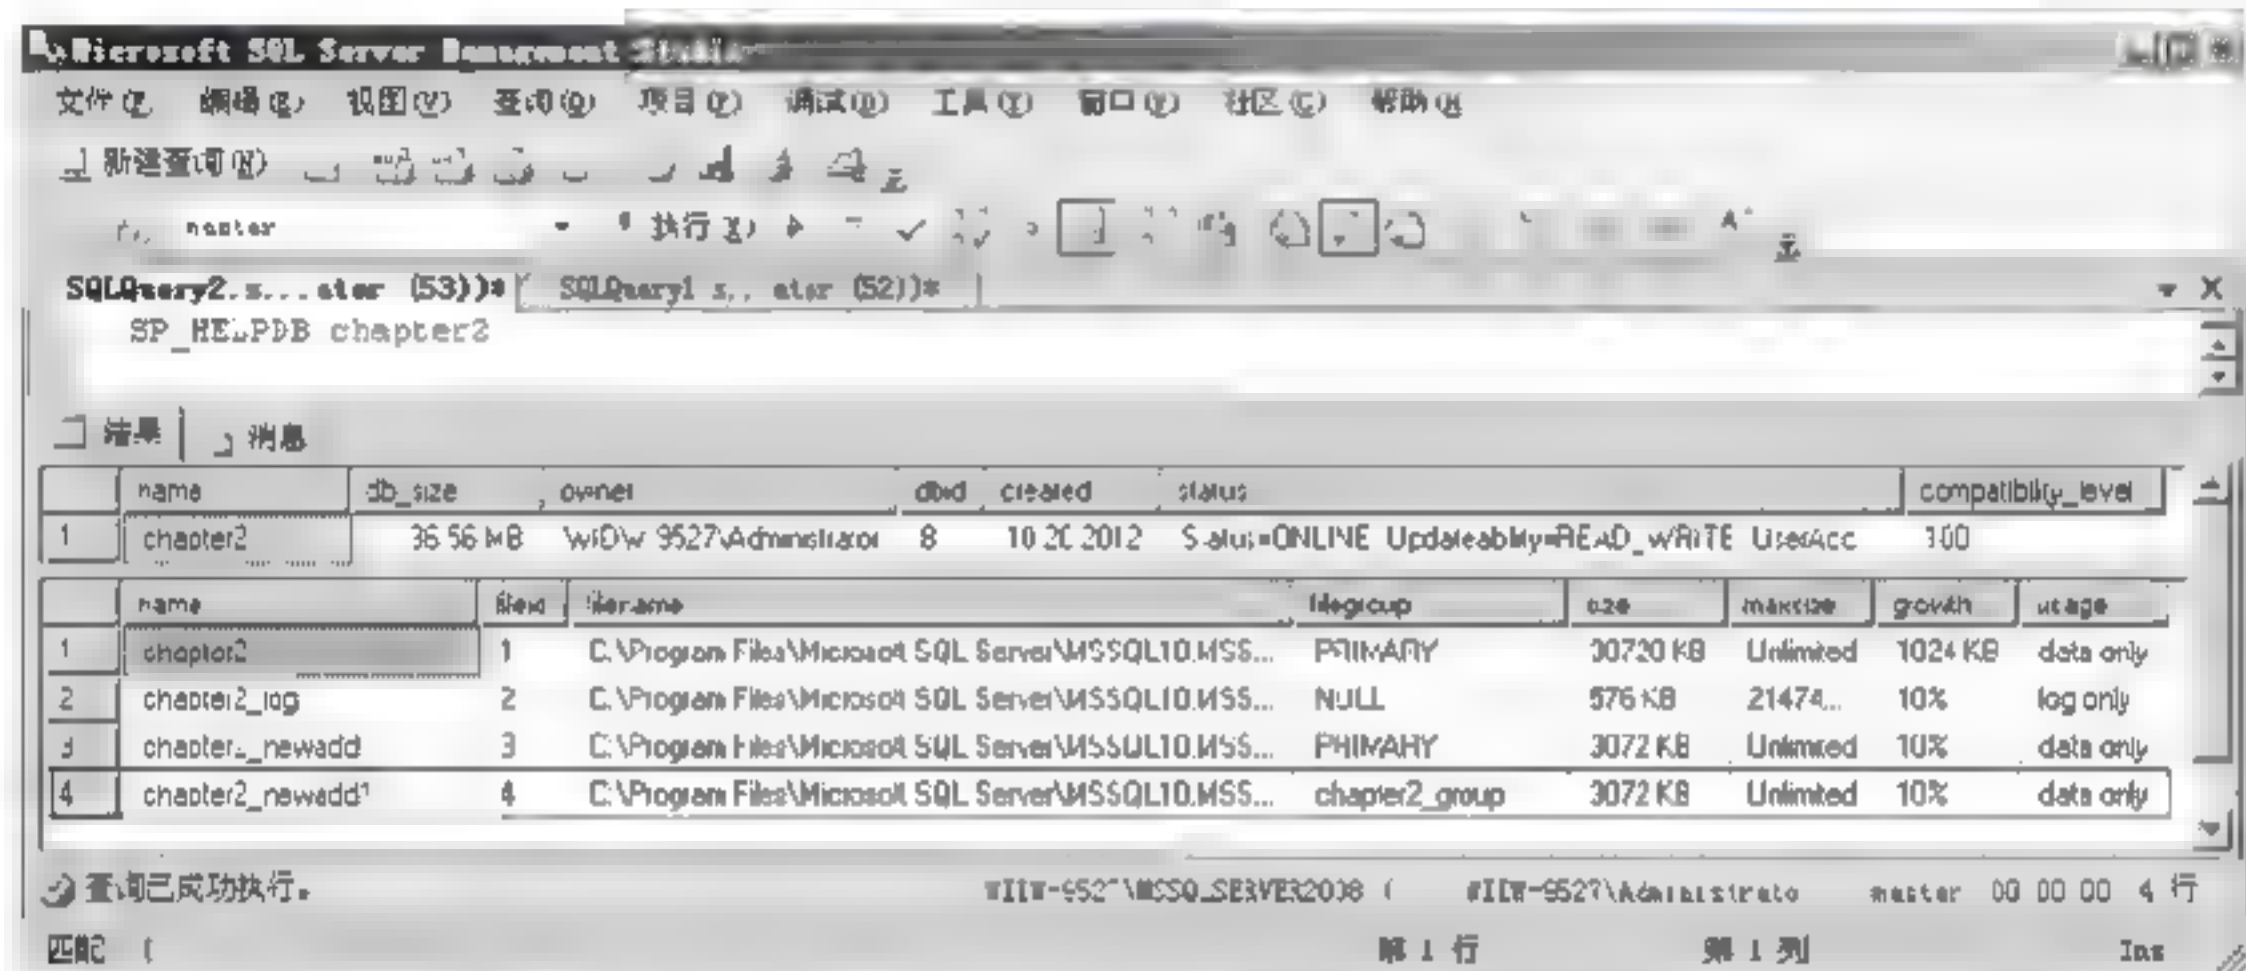 Microsoft SQL Server Management Studio
文件(F) 编辑(E) 视图(V) 查询(Q) 项目(P) 调试(D) 工具(T) 窗口(W) 社区(C) 帮助(H)
新建查询(N)
master 执行(X)
SQLQuery2.s...ator (53))* SQLQuery1.s...ator (52))*
SP_HELPDB chapter2
结果 消息
name db_size owner dbid created status compatibility_level
1 chapter2 36.56 MB WIDW-9527\Administrator 8 10 20 2012 Status=ONLINE Updateability=READ_WRITE UserAcc 100
name fileid filename filegroup size maxsize growth usage
1 chapter2 1 C:\Program Files\Microsoft SQL Server\MSSQL10.MSS... PRIMARY 30720 KB Unlimited 1024 KB data only
2 chapter2_log 2 C:\Program Files\Microsoft SQL Server\MSSQL10.MSS... NULL 576 KB 21474... 10% log only
3 chapter2_newadd 3 C:\Program Files\Microsoft SQL Server\MSSQL10.MSS... PRIMARY 3072 KB Unlimited 10% data only
4 chapter2_newadd1 4 C:\Program Files\Microsoft SQL Server\MSSQL10.MSS... chapter2_group 3072 KB Unlimited 10% data only
查询已成功执行。 master 00 00 00 4 行
匹配 ( 第 1 行 第 1 列 Ins